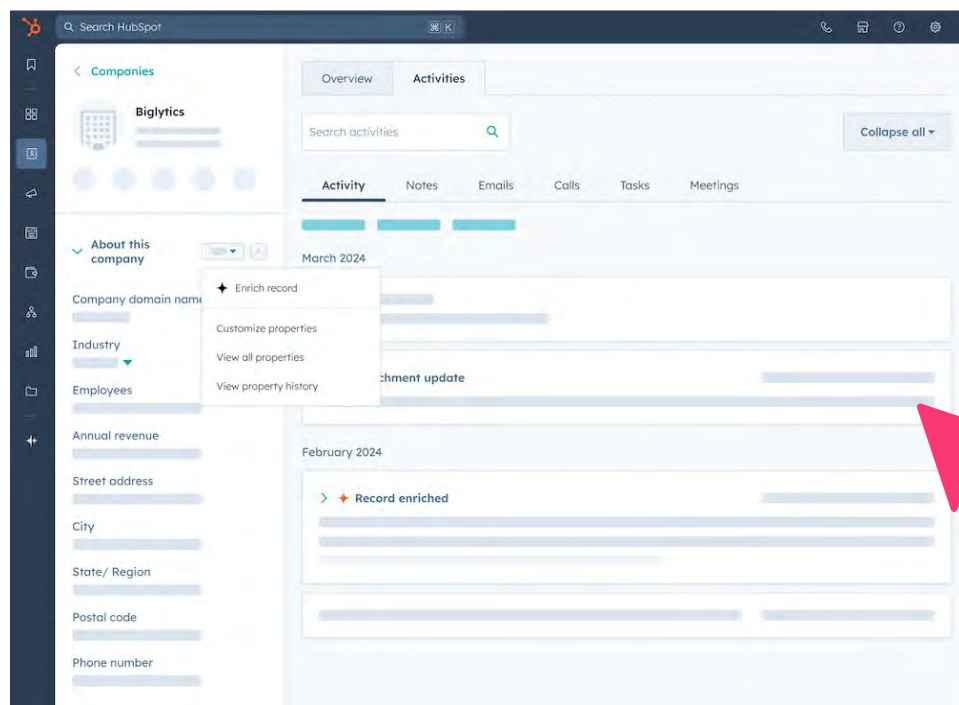 Search HubSpot
⌘ K
Companies
Biglytics
About this
company
Enrich record
Customize properties
View all properties
View property history
Company domain name
Industry
Employees
Annual revenue
Street address
City
State/ Region
Postal code
Phone number
Overview
Activities
Search activities
Collapse all
Activity
Notes
Emails
Calls
Tasks
Meetings
March 2024
chment update
February 2024
Record enriched